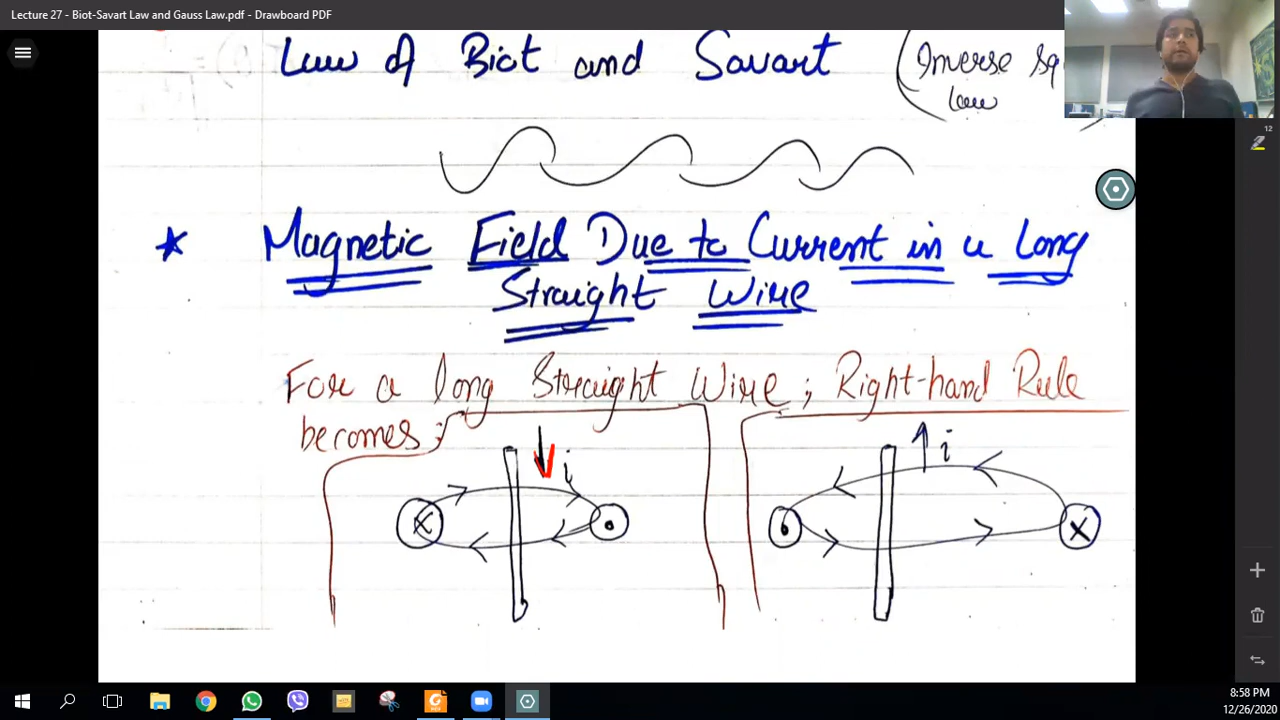 Lecture 27 - Biot-Savart Law and Gauss Law.pdf - Drawboard PDF
Law of Biot and Savart (Inverse Sq
law
12
★ Magnetic Field Due to Current in a Long
Straight Wire
For a long Straight Wire; Right-hand Rule
becomes;
i
i
X
X
8:58 PM
12/26/2020